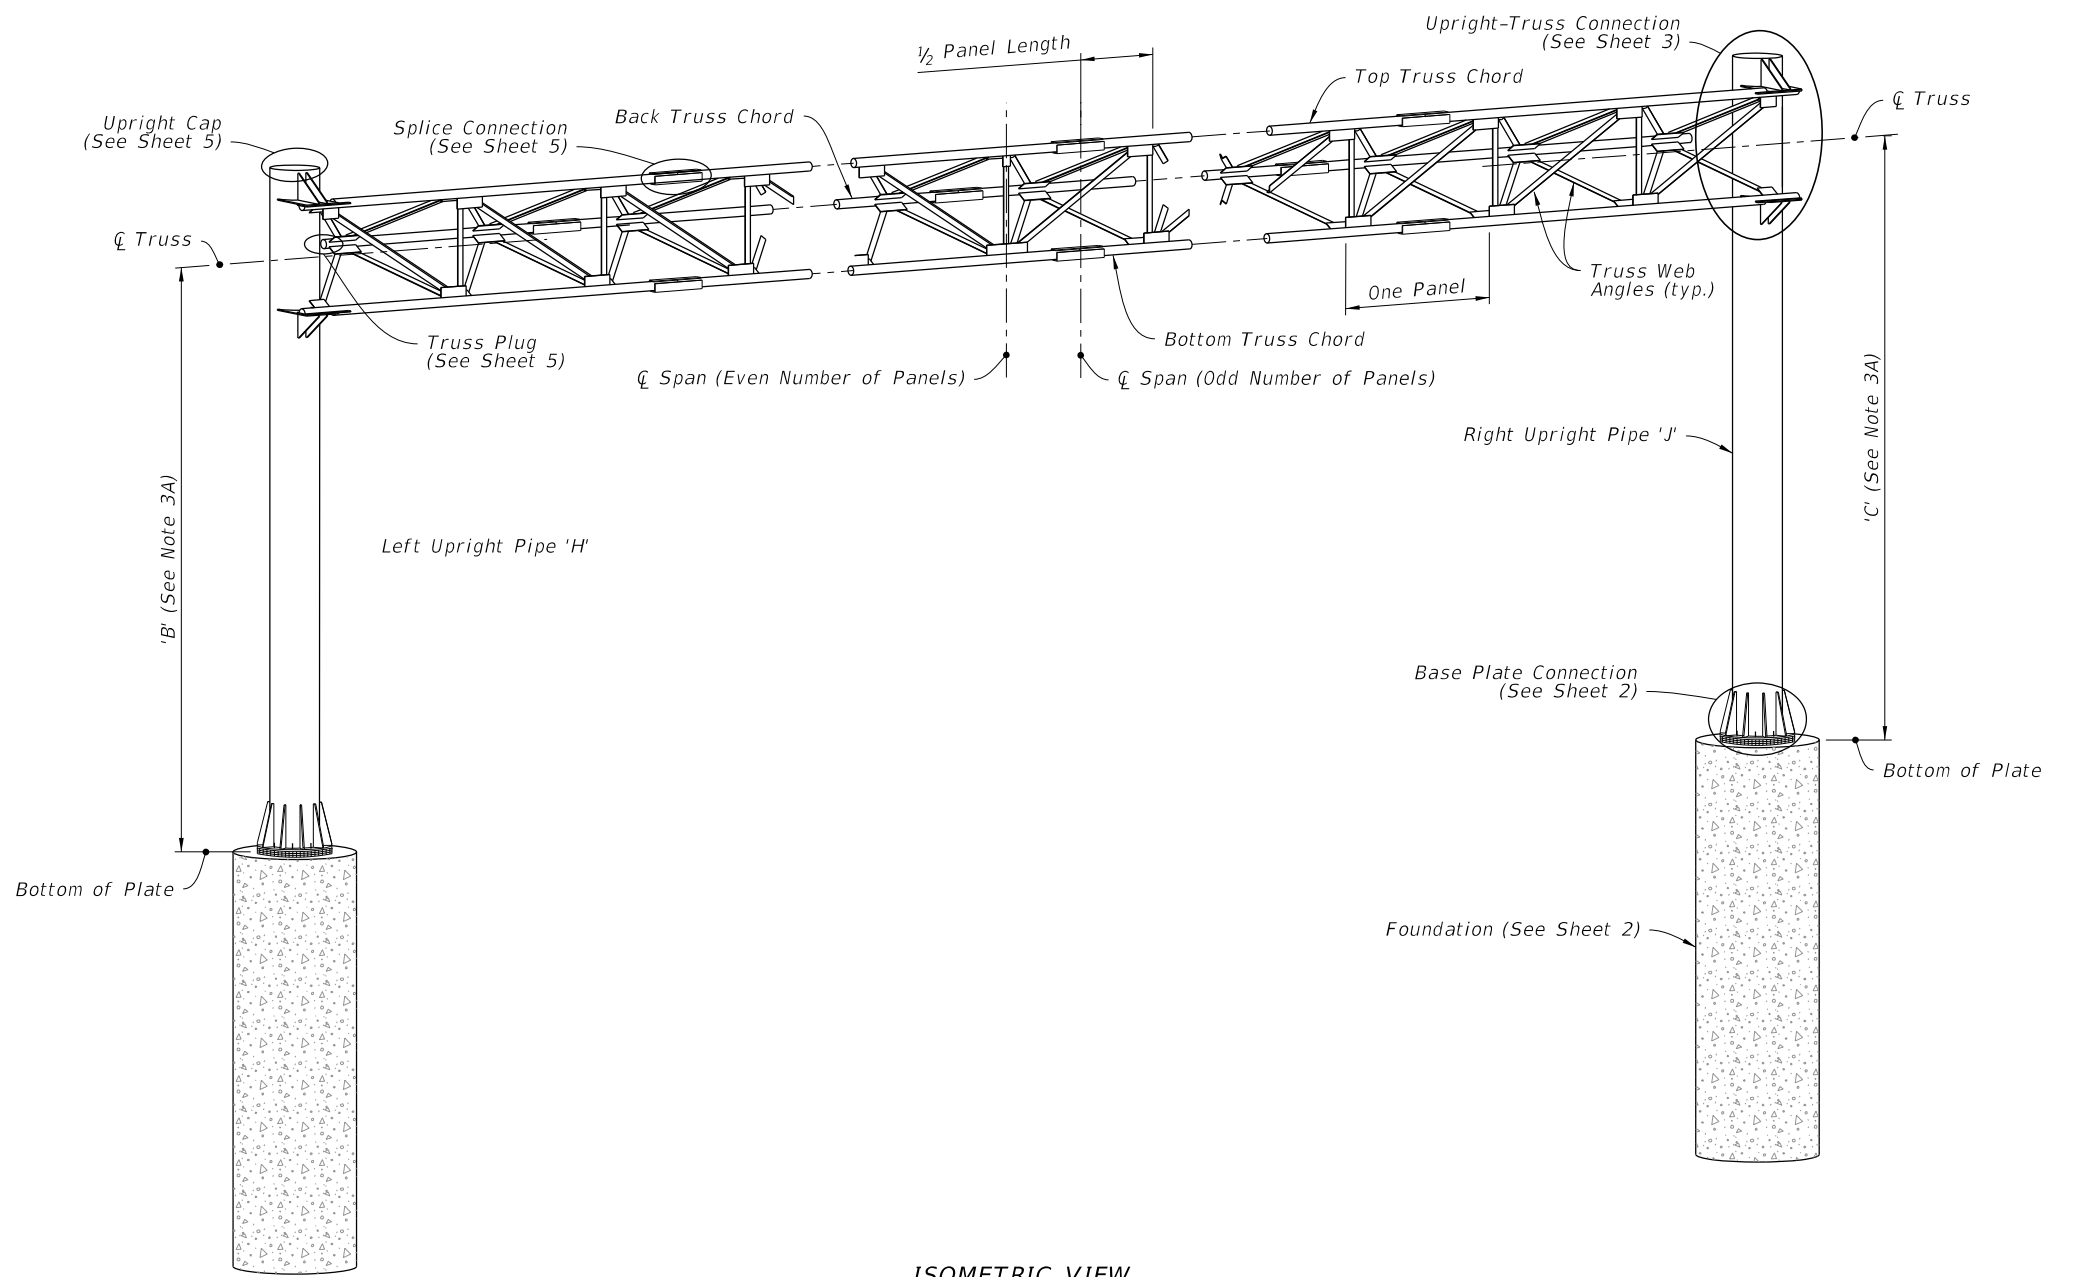 Upright-Truss Connection
(See Sheet 3)
½ Panel Length
Top Truss Chord
℄ Truss
Back Truss Chord
Upright Cap
(See Sheet 5)
Splice Connection
(See Sheet 5)
℄ Truss
Truss Web
Angles (typ.)
One Panel
Truss Plug
(See Sheet 5)
Bottom Truss Chord
℄ Span (Even Number of Panels)
℄ Span (Odd Number of Panels)
Right Upright Pipe 'J'
'C' (See Note 3A)
'B' (See Note 3A)
Left Upright Pipe 'H'
Base Plate Connection
(See Sheet 2)
Bottom of Plate
Bottom of Plate
Foundation (See Sheet 2)
ISOMETRIC VIEW